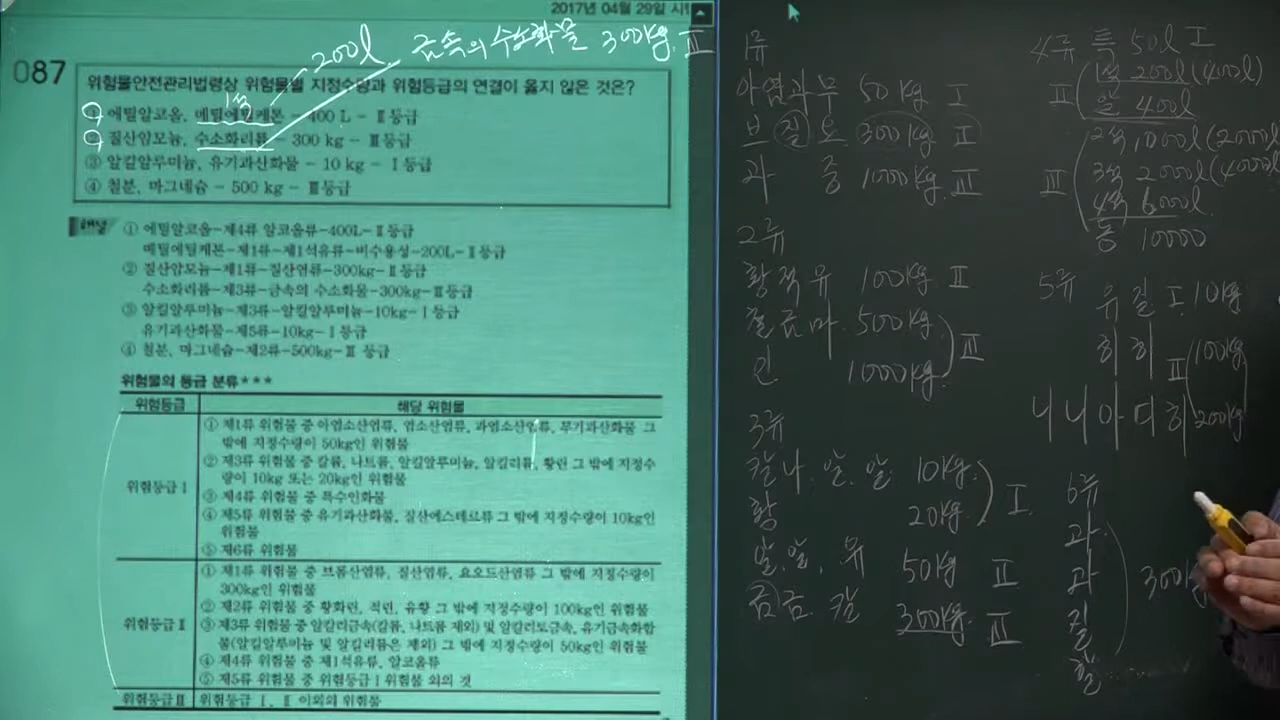 2017년 04월 29일 시
200l 금속의 수소화물 300kg. Ⅲ
087
위험물안전관리법령상 위험물별 지정수량과 위험등급의 연결이 옳지 않은 것은?
1석
에틸알코올, 메틸에틸케톤 - 400 L - Ⅱ등급
질산암모늄, 수소화리튬 - 300 kg - Ⅲ등급
③ 알킬알루미늄, 유기과산화물 - 10 kg - Ⅰ등급
④ 철분, 마그네슘 - 500 kg - Ⅲ등급
해설
① 에틸알코올-제4류 알코올류-400L-Ⅱ등급
메틸에틸케톤-제1류-제1석유류-비수용성-200L-Ⅱ등급
② 질산암모늄-제1류-질산염류-300kg-Ⅱ등급
수소화리튬-제3류-금속의 수소화물-300kg-Ⅲ등급
③ 알킬알루미늄-제3류-알킬알루미늄-10kg-Ⅰ등급
유기과산화물-제5류-10kg-Ⅰ등급
④ 철분, 마그네슘-제2류-500kg-Ⅲ 등급
위험물의 등급 분류★★★
위험등급 해당 위험물
위험등급Ⅰ
① 제1류 위험물 중 아염소산염류, 염소산염류, 과염소산염류, 무기과산화물 그
밖에 지정수량이 50kg인 위험물
② 제3류 위험물 중 칼륨, 나트륨, 알킬알루미늄, 알킬리튬, 황린 그 밖에 지정수
량이 10kg 또는 20kg인 위험물
③ 제4류 위험물 중 특수인화물
④ 제5류 위험물 중 유기과산화물, 질산에스테르류 그 밖에 지정수량이 10kg인
위험물
⑤ 제6류 위험물
위험등급Ⅱ
① 제1류 위험물 중 브롬산염류, 질산염류, 요오드산염류 그 밖에 지정수량이
300kg인 위험물
② 제2류 위험물 중 황화린, 적린, 유황 그 밖에 지정수량이 100kg인 위험물
③ 제3류 위험물 중 알칼리금속(칼륨, 나트륨 제외) 및 알칼리토금속, 유기금속화합
물(알킬알루미늄 및 알킬리튬은 제외) 그 밖에 지정수량이 50kg인 위험물
④ 제4류 위험물 중 제1석유류, 알코올류
⑤ 제5류 위험물 중 위험등급Ⅰ위험물 외의 것
위험등급Ⅲ 위험등급 Ⅰ, Ⅱ 이외의 위험물
1류
아염과무 50kg Ⅰ
브질요 300kg Ⅱ
과 중 1000kg. Ⅲ
2류
황적유 100kg Ⅱ
철금마. 500kg
인 1000kg. Ⅲ
3류
칼나. 알. 알 10kg.
황 20kg. Ⅰ.
알.알. 유 50kg Ⅱ
금금. 칼 300kg. Ⅲ
4류 특 50l Ⅰ
Ⅱ 1석 200l (400l)
알 400l
2석 1000l (2000l)
Ⅲ 3석 2000l (4000l)
4석 6000l
동 10000
5류 유 질 Ⅰ. 10kg
히 히 Ⅱ 100kg
니니아디히 200kg
6류
과
과 300kg
질
할